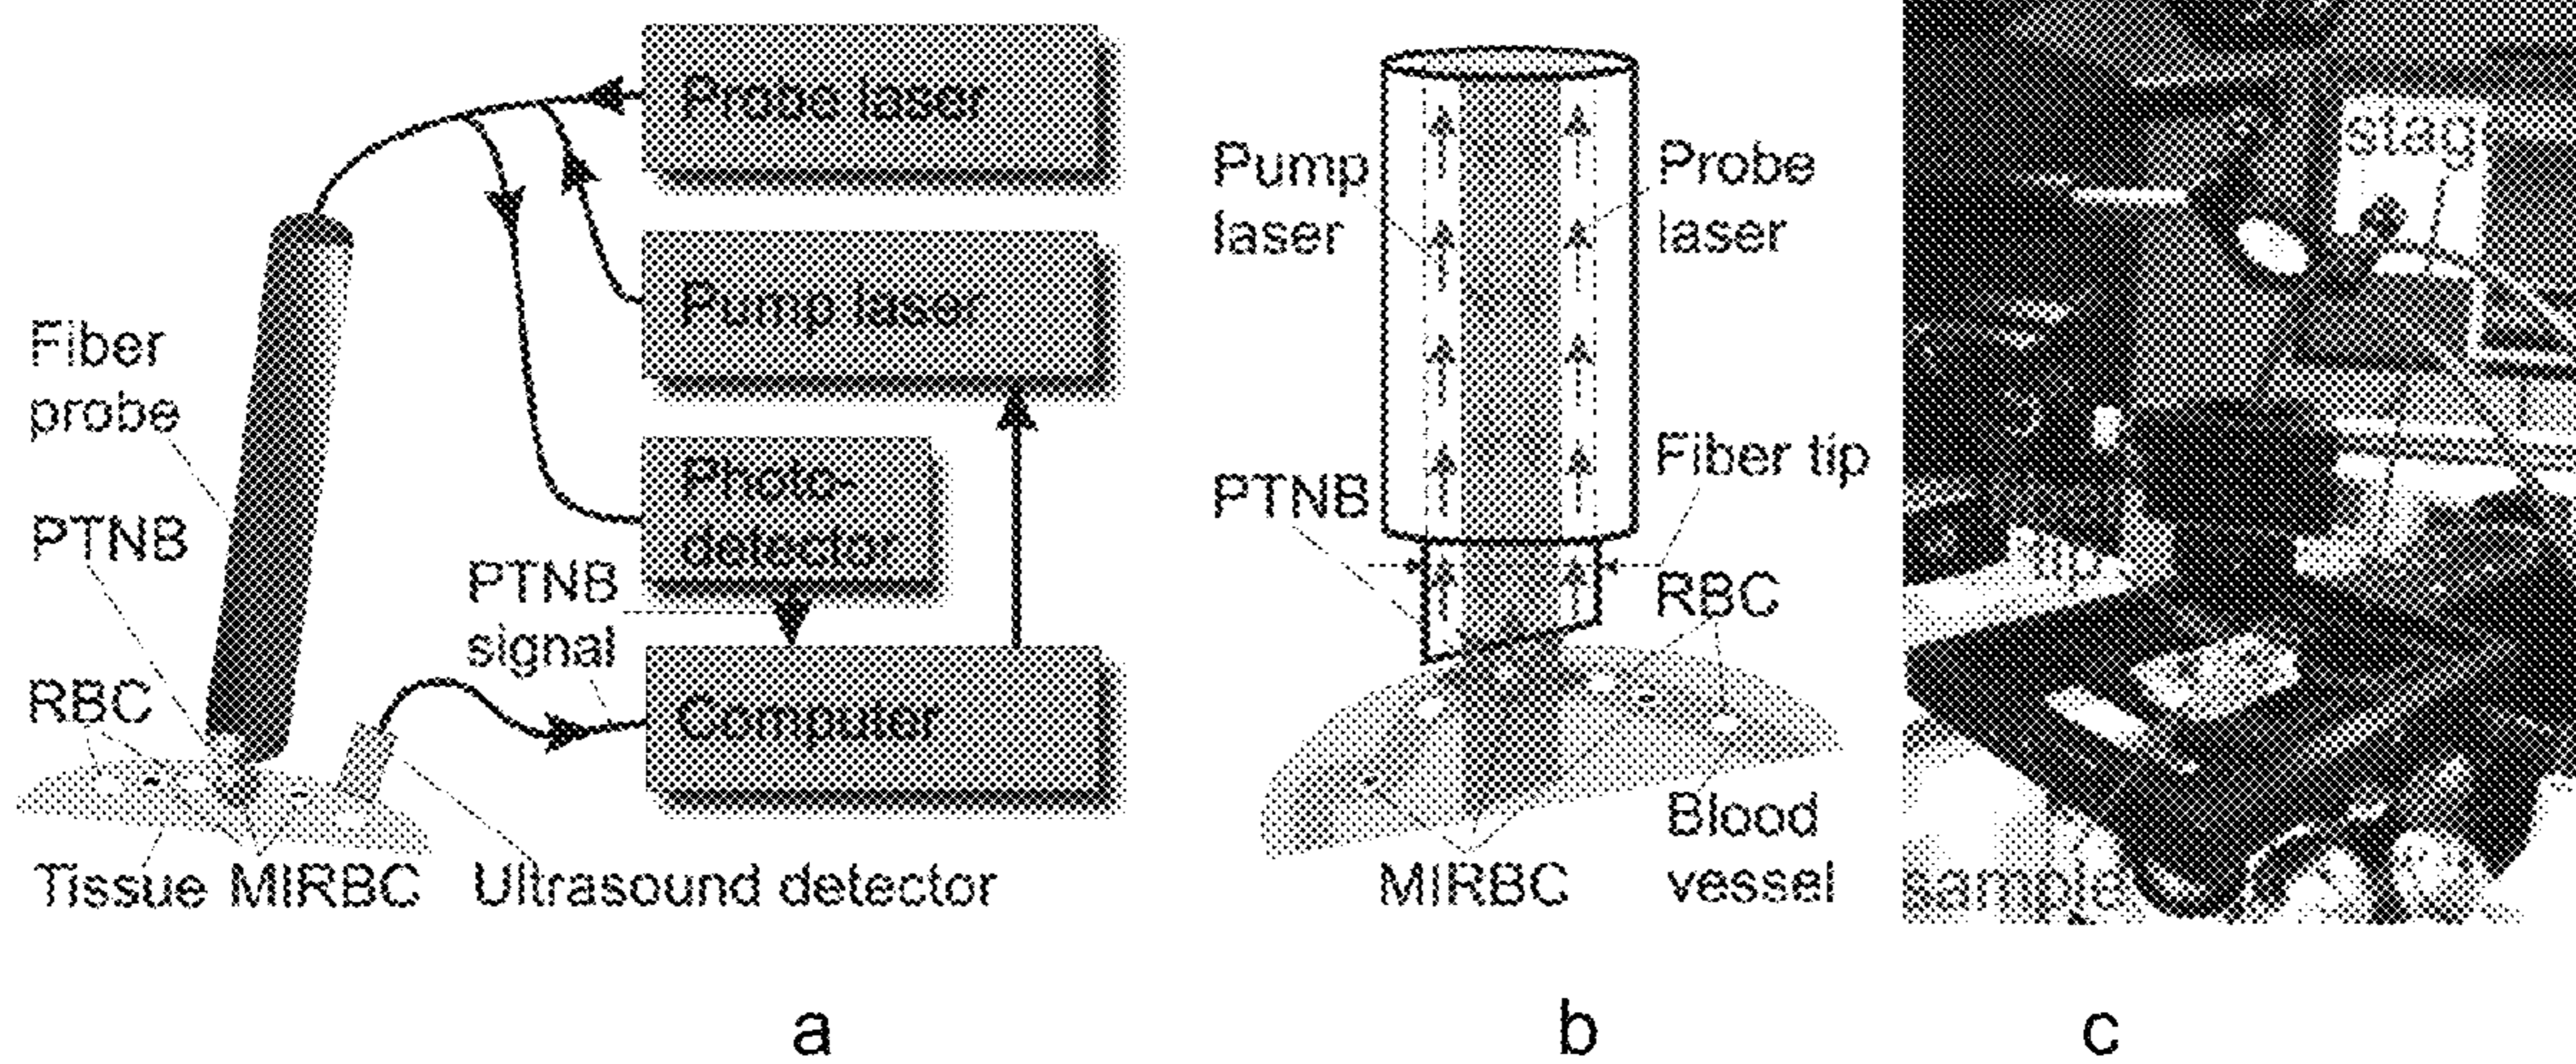 Probe laser
Pump laser
Fiber
probe
Photo-
detector
PTNB
PTNB
signal
RBC
Computer
Tissue MIRBC Ultrasound detector
Pump
laser
Probe
laser
Fiber tip
PTNB
RBC
Blood
vessel
MIRBC
stag
tip
sample
a
b
c